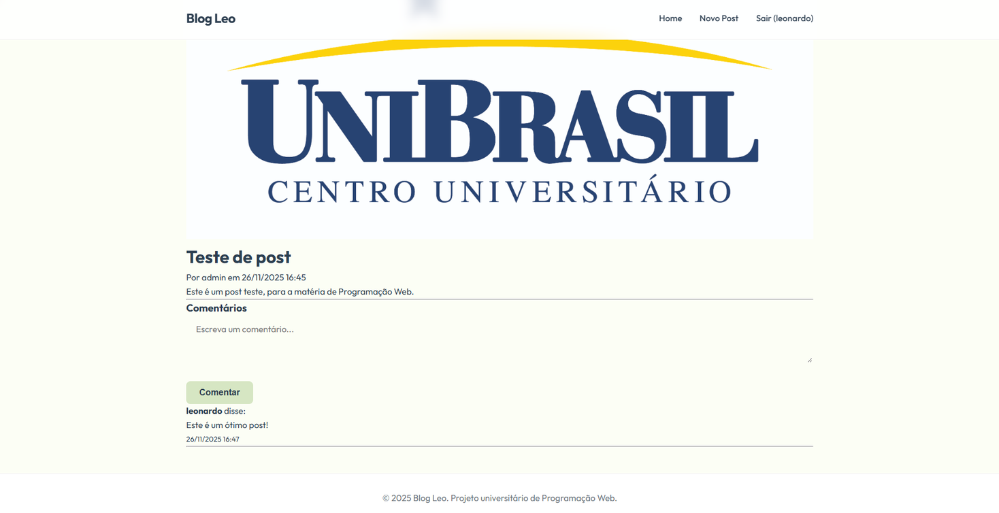 Blog Leo
Home
Novo Post
Sair (leonardo)
UNIBRASIL
CENTRO UNIVERSITÁRIO
Teste de post
Por admin em 26/11/2025 16:45
Este é um post teste, para a matéria de Programação Web.
Comentários
Escreva um comentário...
Comentar
leonardo disse:
Este é um ótimo post!
26/11/2025 16:47
© 2025 Blog Leo. Projeto universitário de Programação Web.